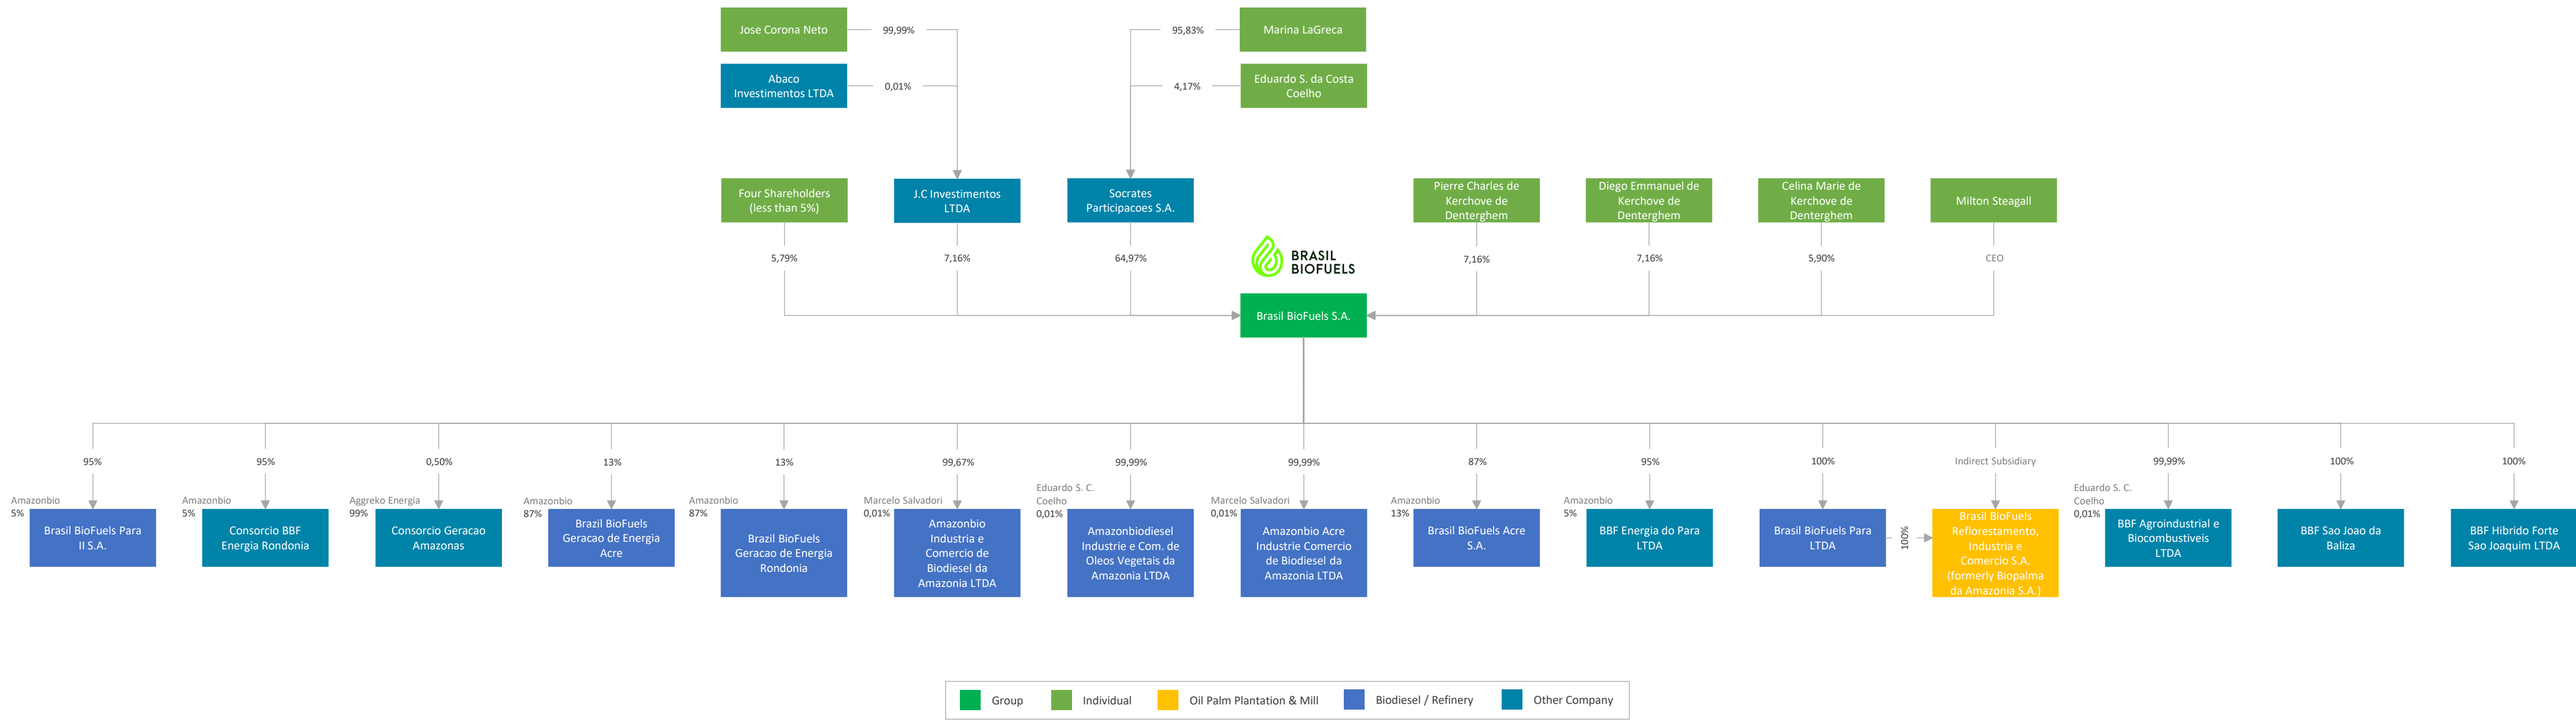 Jose Corona Neto
99,99%
95,83%
Marina LaGreca
Abaco
Investimentos LTDA
0,01%
4,17%
Eduardo S. da Costa
Coelho
Four Shareholders
(less than 5%)
J.C Investimentos
LTDA
Socrates
Participacoes S.A.
Pierre Charles de
Kerchove de
Denterghem
Diego Emmanuel de
Kerchove de
Denterghem
Celina Marie de
Kerchove de
Denterghem
Milton Steagall
5,79%
7,16%
64,97%
BRASIL
BIOFUELS
7,16%
7,16%
5,90%
CEO
Brasil BioFuels S.A.
95%
95%
0,50%
13%
13%
99,67%
99,99%
99,99%
87%
95%
100%
Indirect Subsidiary
99,99%
100%
100%
Amazonbio
5%
Brasil BioFuels Para
II S.A.
Amazonbio
5%
Consorcio BBF
Energia Rondonia
Aggreko Energia
99%
Consorcio Geracao
Amazonas
Amazonbio
87%
Brazil BioFuels
Geracao de Energia
Acre
Amazonbio
87%
Brazil BioFuels
Geracao de Energia
Rondonia
Marcelo Salvadori
0,01%
Amazonbio
Industria e
Comercio de
Biodiesel da
Amazonia LTDA
Eduardo S. C.
Coelho
0,01%
Amazonbiodiesel
Industrie e Com. de
Oleos Vegetais da
Amazonia LTDA
Marcelo Salvadori
0,01%
Amazonbio Acre
Industrie Comercio
de Biodiesel da
Amazonia LTDA
Amazonbio
13%
Brasil BioFuels Acre
S.A.
Amazonbio
5%
BBF Energia do Para
LTDA
Brasil BioFuels Para
LTDA
100%
Brasil BioFuels
Reflorestamento,
Industria e
Comercio S.A.
(formerly Biopalma
da Amazonia S.A.)
Eduardo S. C.
Coelho
0,01%
BBF Agroindustrial e
Biocombustiveis
LTDA
BBF Sao Joao da
Baliza
BBF Hibrido Forte
Sao Joaquim LTDA
Group
Individual
Oil Palm Plantation & Mill
Biodiesel / Refinery
Other Company